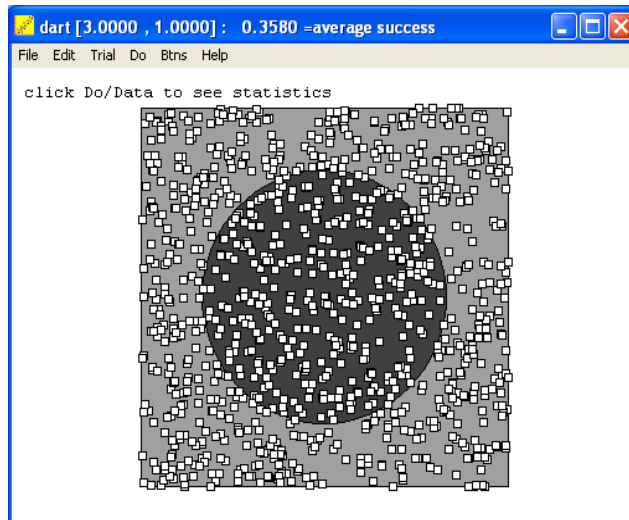 dart [3.0000 , 1.0000] : 0.3580 =average success
File Edit Trial Do Btns Help
click Do/Data to see statistics